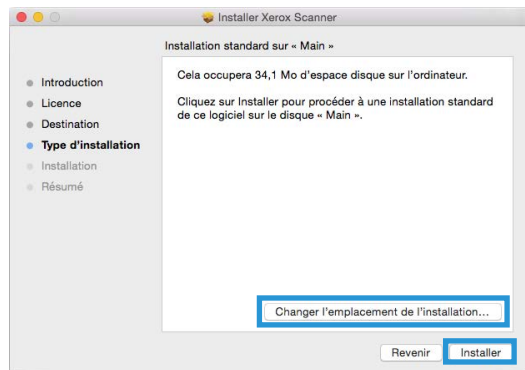 Installer Xerox Scanner
Installation standard sur « Main »
Introduction
Licence
Destination
Type d'installation
Installation
Résumé
Cela occupera 34,1 Mo d'espace disque sur l'ordinateur.
Cliquez sur Installer pour procéder à une installation standard
de ce logiciel sur le disque « Main ».
Changer l'emplacement de l'installation...
Revenir
Installer